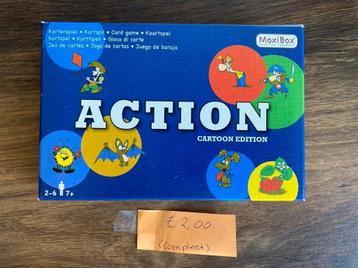 Kartenspiel • Kortspil • Card game • Kaartspel
Kortspel • Korttipeli • Gioco di carte
Jeu de cartes • Jogo de cartas • Juego de baraja
MoxiBox
ACTION
CARTOON EDITION
2-6 7+
£ 2,00
(compleet)